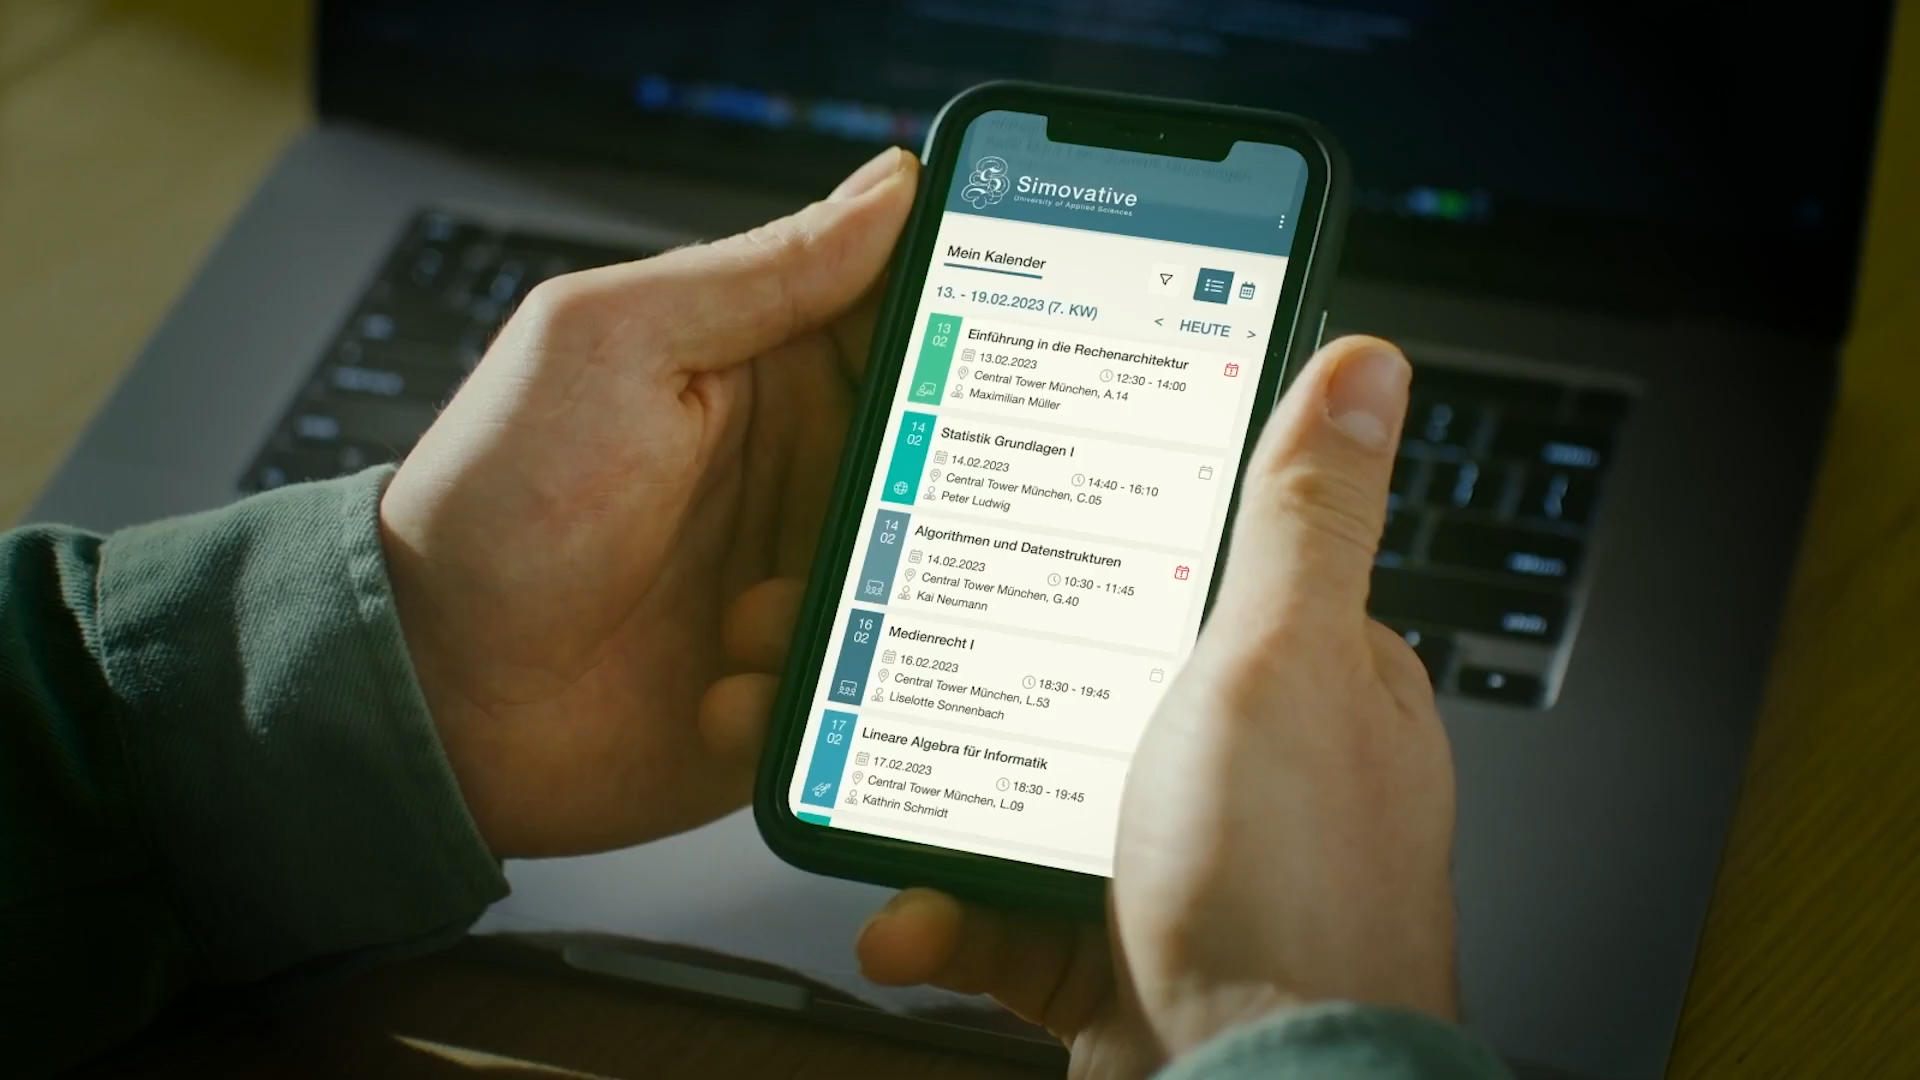 Simovative
University of Applied Sciences
Mein Kalender
13. - 19.02.2023 (7. KW)
< HEUTE >
13
02
Einführung in die Rechenarchitektur
13.02.2023
12:30 - 14:00
Central Tower München, A.14
Maximilian Müller
14
02
Statistik Grundlagen I
14.02.2023
14:40 - 16:10
Central Tower München, C.05
Peter Ludwig
14
02
Algorithmen und Datenstrukturen
14.02.2023
10:30 - 11:45
Central Tower München, G.40
Kai Neumann
16
02
Medienrecht I
16.02.2023
18:30 - 19:45
Central Tower München, L.53
Liselotte Sonnenbach
17
02
Lineare Algebra für Informatik
17.02.2023
18:30 - 19:45
Central Tower München, L.09
Kathrin Schmidt